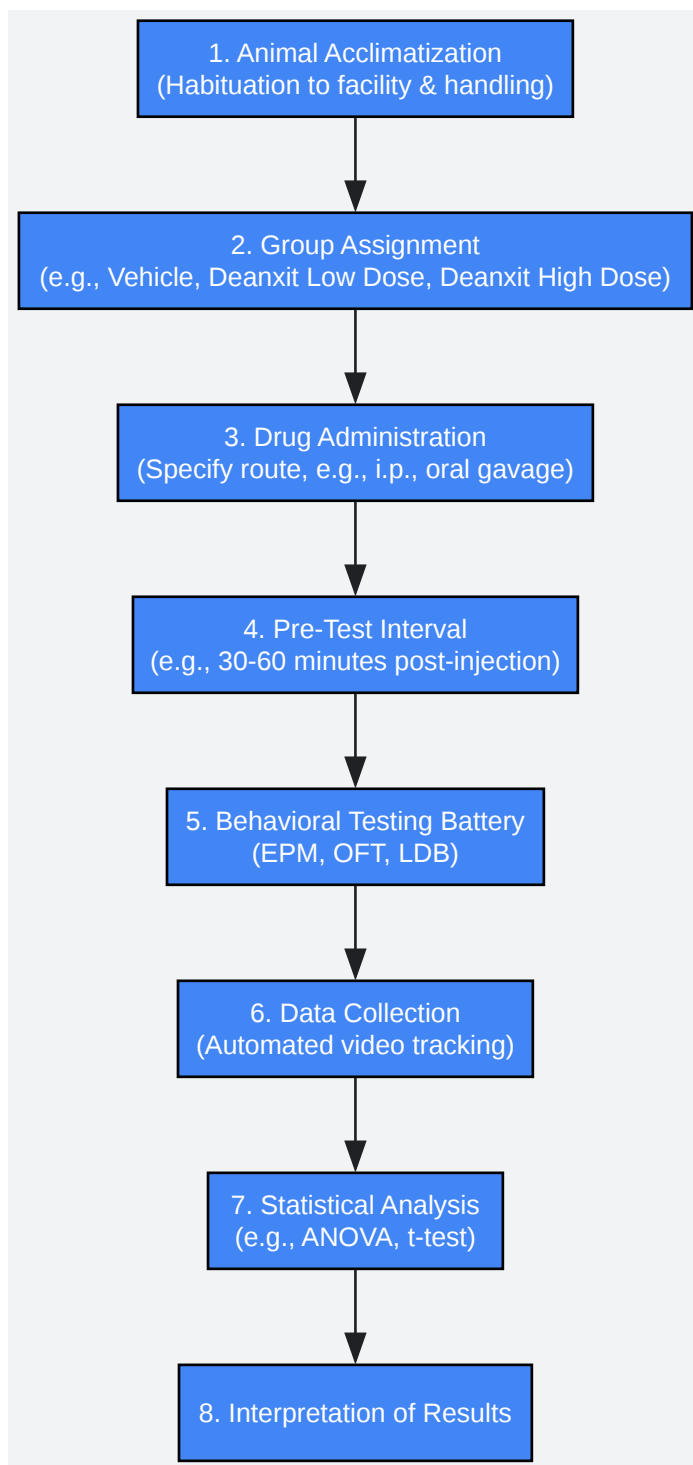 1. Animal Acclimatization
(Habituation to facility & handling)
2. Group Assignment
(e.g., Vehicle, Deanxit Low Dose, Deanxit High Dose)
3. Drug Administration
(Specify route, e.g., i.p., oral gavage)
4. Pre-Test Interval
(e.g., 30-60 minutes post-injection)
5. Behavioral Testing Battery
(EPM, OFT, LDB)
6. Data Collection
(Automated video tracking)
7. Statistical Analysis
(e.g., ANOVA, t-test)
8. Interpretation of Results